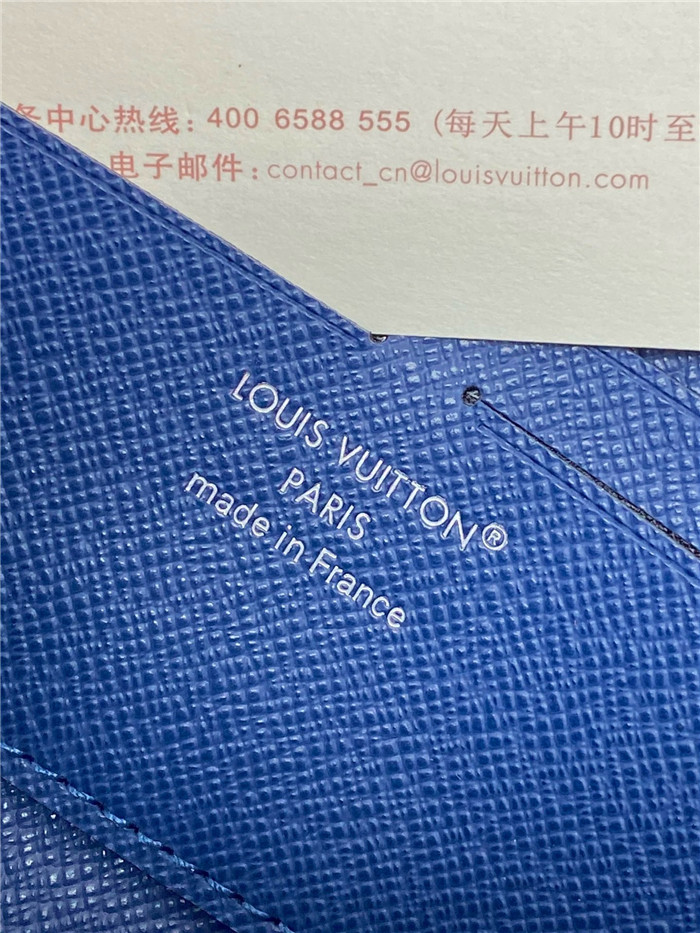 务中心热线: 400 6588 555 (每天上午10时至
电子邮件: contact_cn@louisvuitton.com
LOUIS VUITTON®
PARIS
made in France